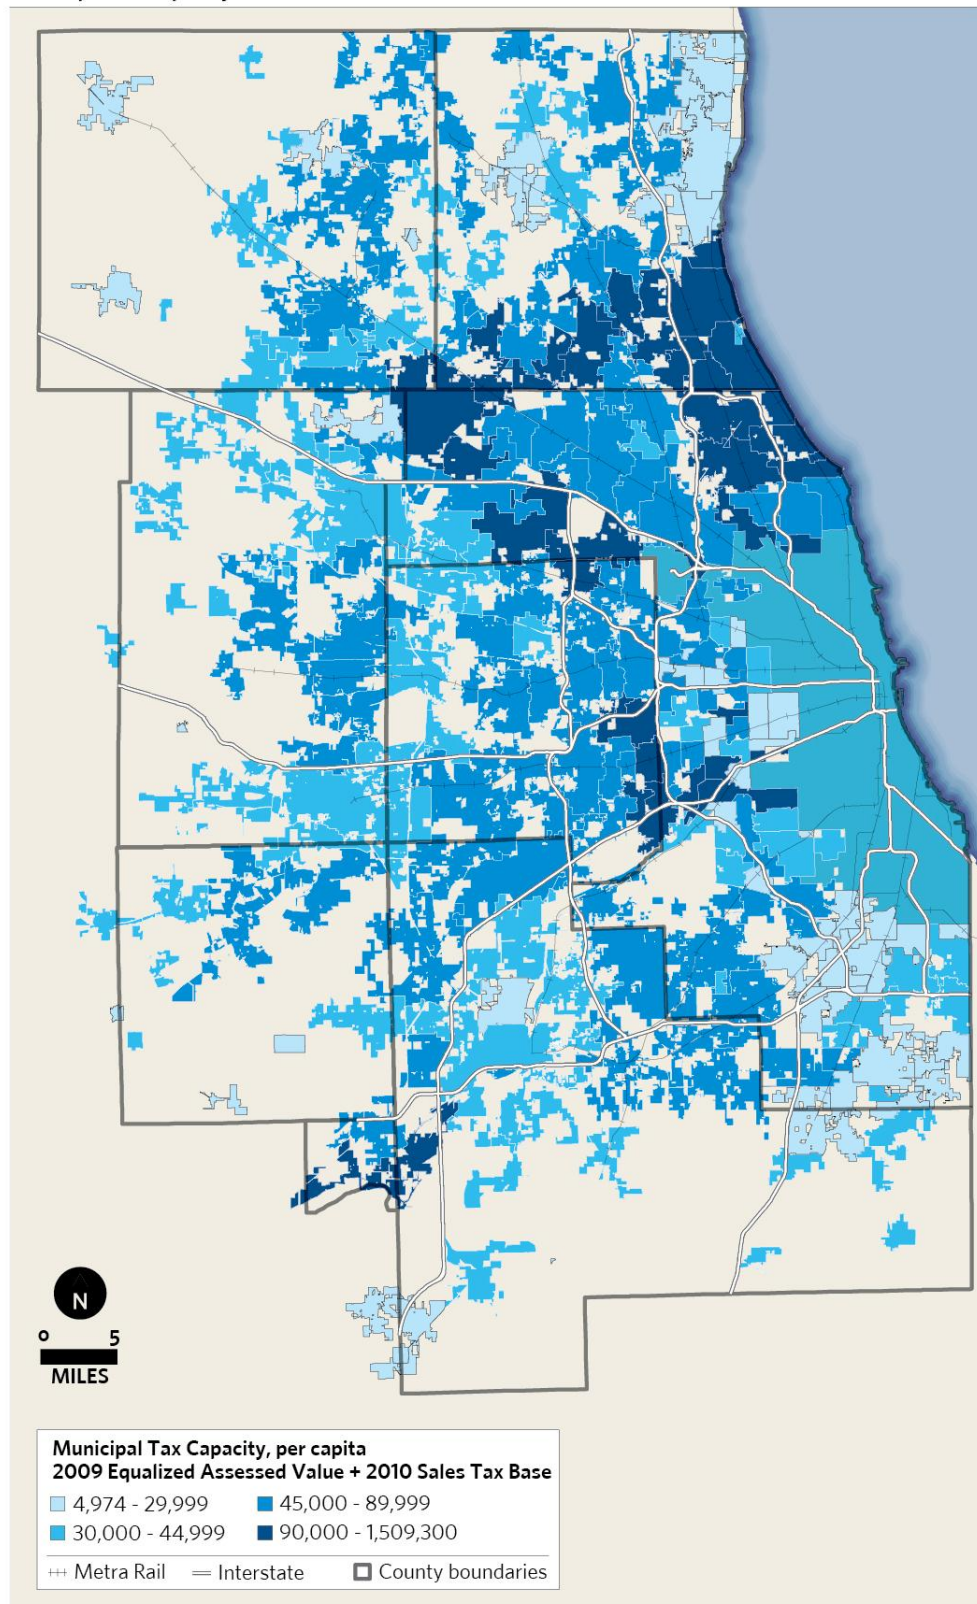 N
0 5
MILES
Municipal Tax Capacity, per capita
2009 Equalized Assessed Value + 2010 Sales Tax Base
4,974 - 29,999 45,000 - 89,999
30,000 - 44,999 90,000 - 1,509,300
Metra Rail Interstate County boundaries